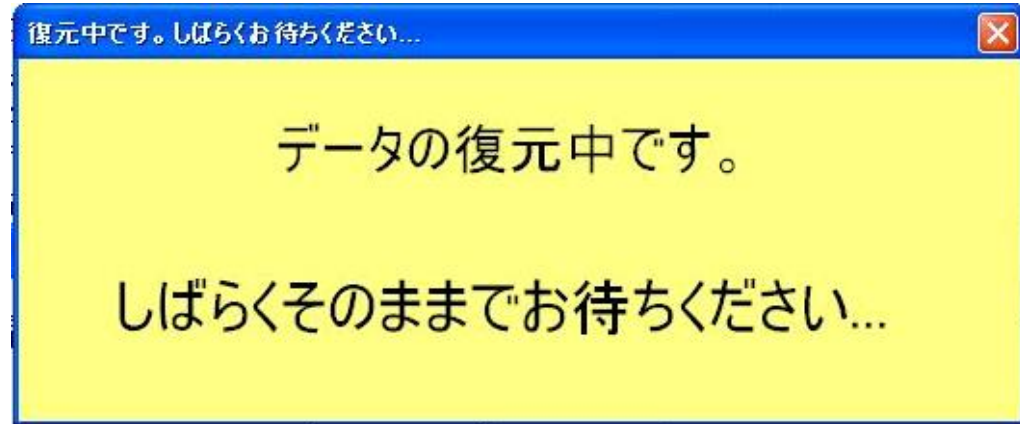 復元中です。しばらくお待ちください...
データの復元中です。
しばらくそのままでお待ちください...